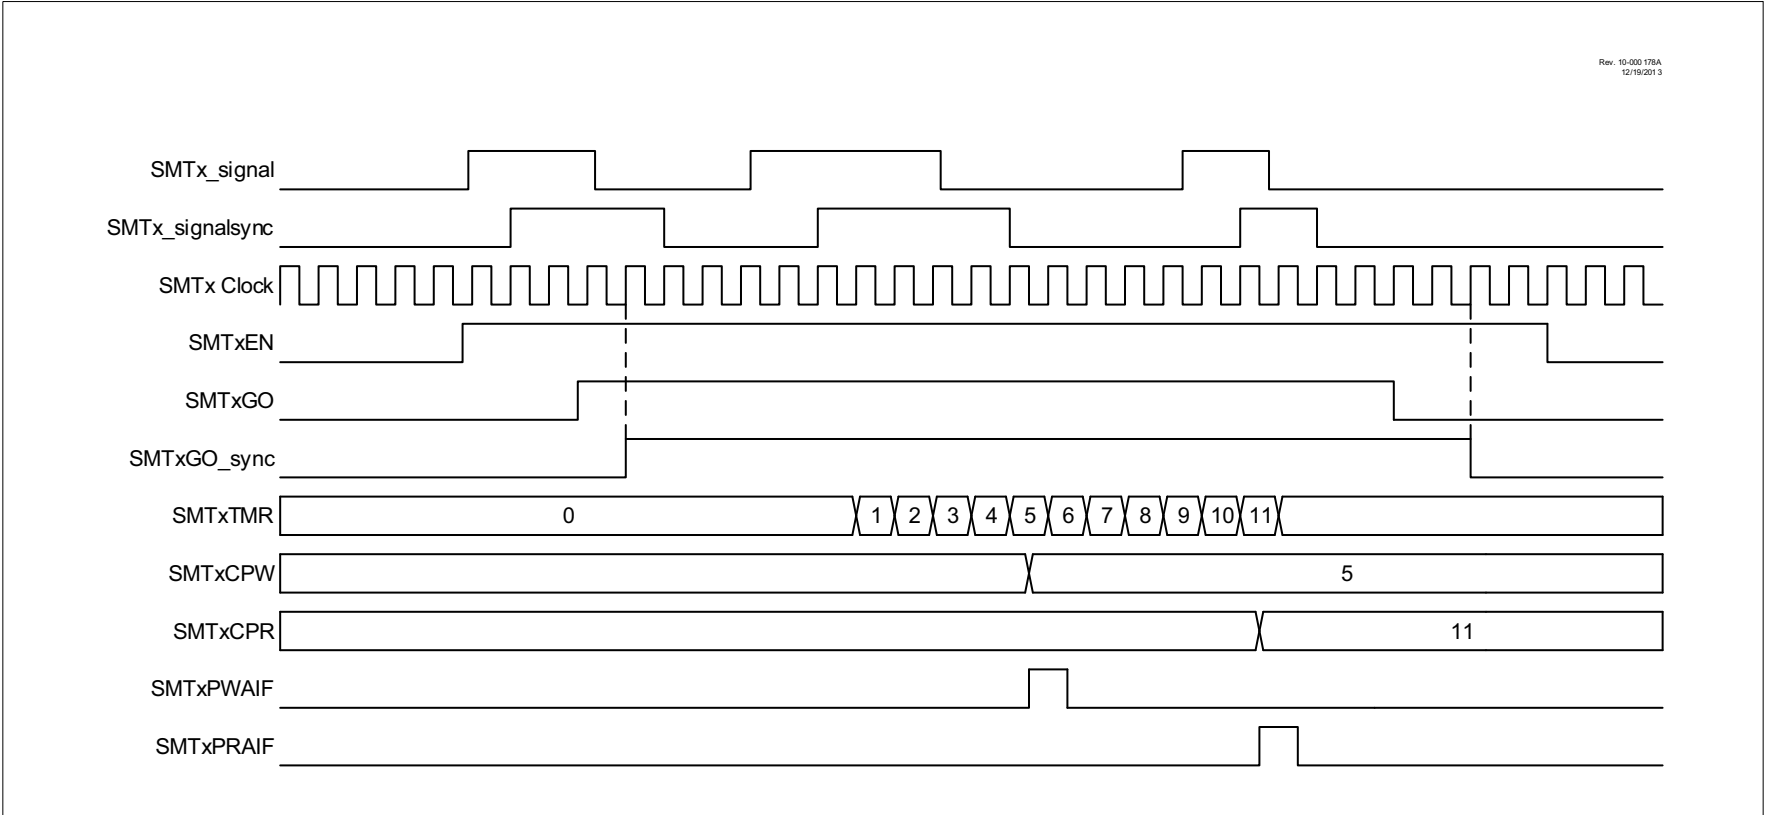 Rev. 10-000 178A
12/19/201 3
SMTx_signal
SMTx_signalsync
SMTx Clock
SMTxEN
SMTxGO
SMTxGO_sync
SMTxTMR 0 1 2 3 4 5 6 7 8 9 10 11
SMTxCPW 5
SMTxCPR 11
SMTxPWAIF
SMTxPRAIF